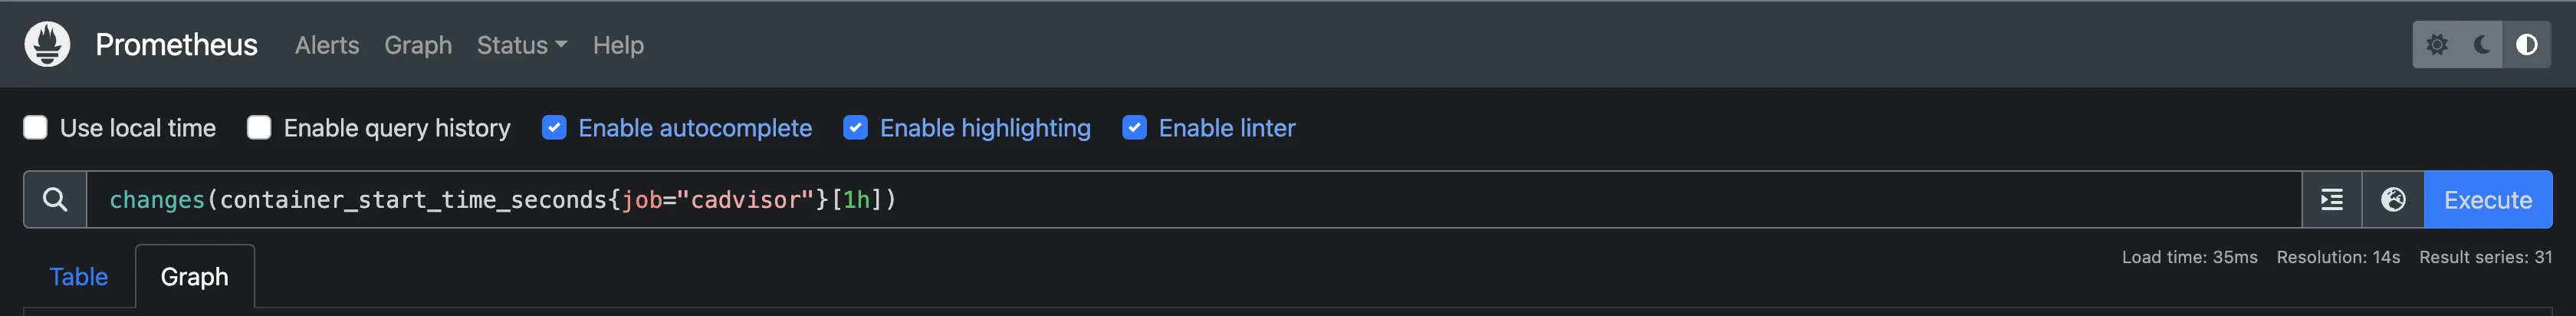 Prometheus Alerts Graph Status Help
Use local time Enable query history Enable autocomplete Enable highlighting Enable linter
changes(container_start_time_seconds{job="cadvisor"}[1h]) Execute
Load time: 35ms Resolution: 14s Result series: 31
Table Graph